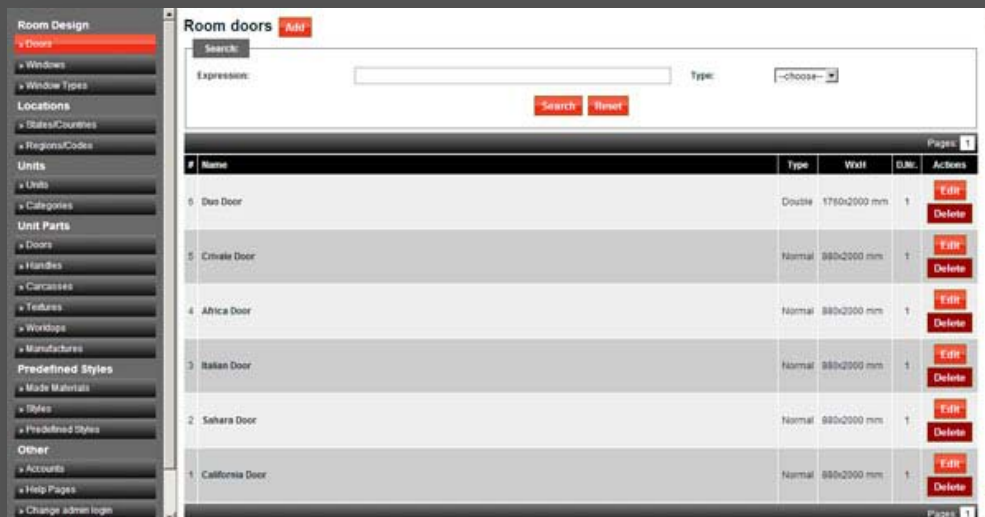 Room Design
» Doors
» Windows
» Window Types
Locations
» States/Countries
» Regions/Codes
Units
» Units
» Categories
Unit Parts
» Doors
» Handles
» Carcasses
» Textures
» Worktops
» Manufactures
Predefined Styles
» Made Materials
» Styles
» Predefined Styles
Other
» Accounts
» Help Pages
» Change admin login
Room doors Add
Search:
Expression: Type: --choose--
Search Reset
Pages: 1
# Name Type WxH D.Nr. Actions
6 Duo Door Double 1760x2000 mm 1 Edit Delete
5 Crivale Door Normal 880x2000 mm 1 Edit Delete
4 Africa Door Normal 880x2000 mm 1 Edit Delete
3 Italian Door Normal 880x2000 mm 1 Edit Delete
2 Sahara Door Normal 880x2000 mm 1 Edit Delete
1 California Door Normal 880x2000 mm 1 Edit Delete
Pages: 1